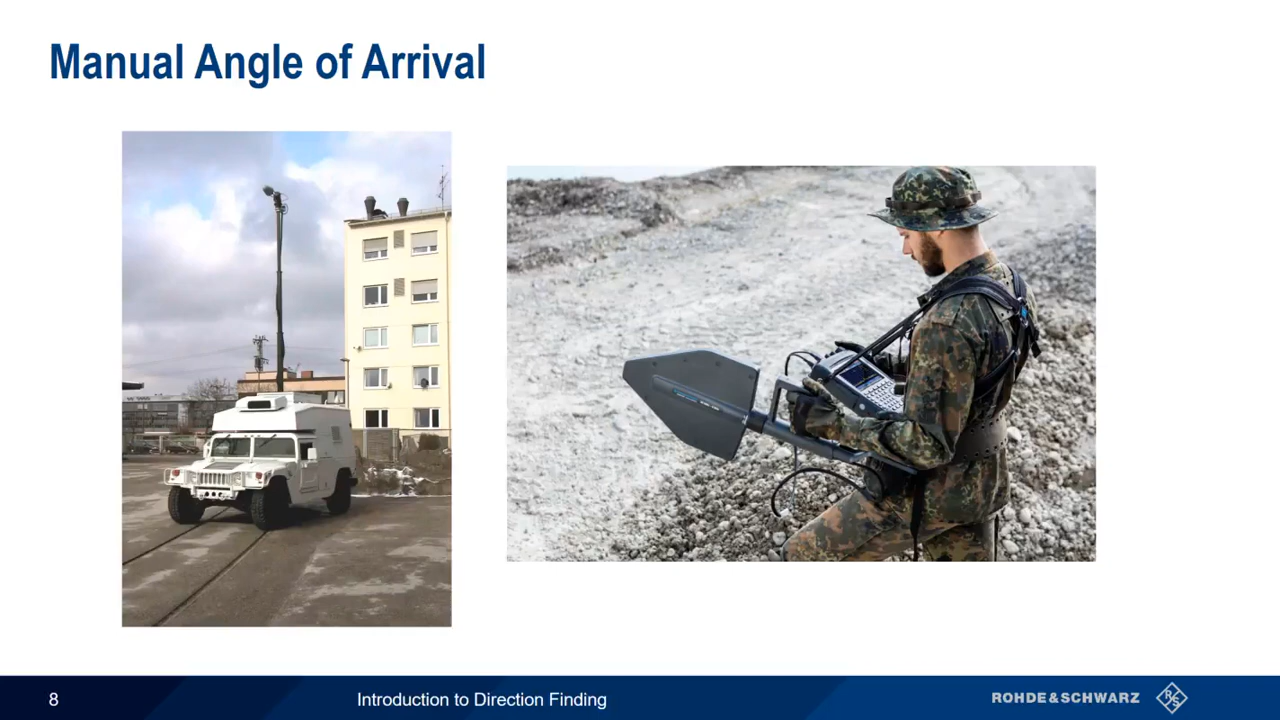 Manual Angle of Arrival
8
Introduction to Direction Finding
ROHDE&SCHWARZ
R&S